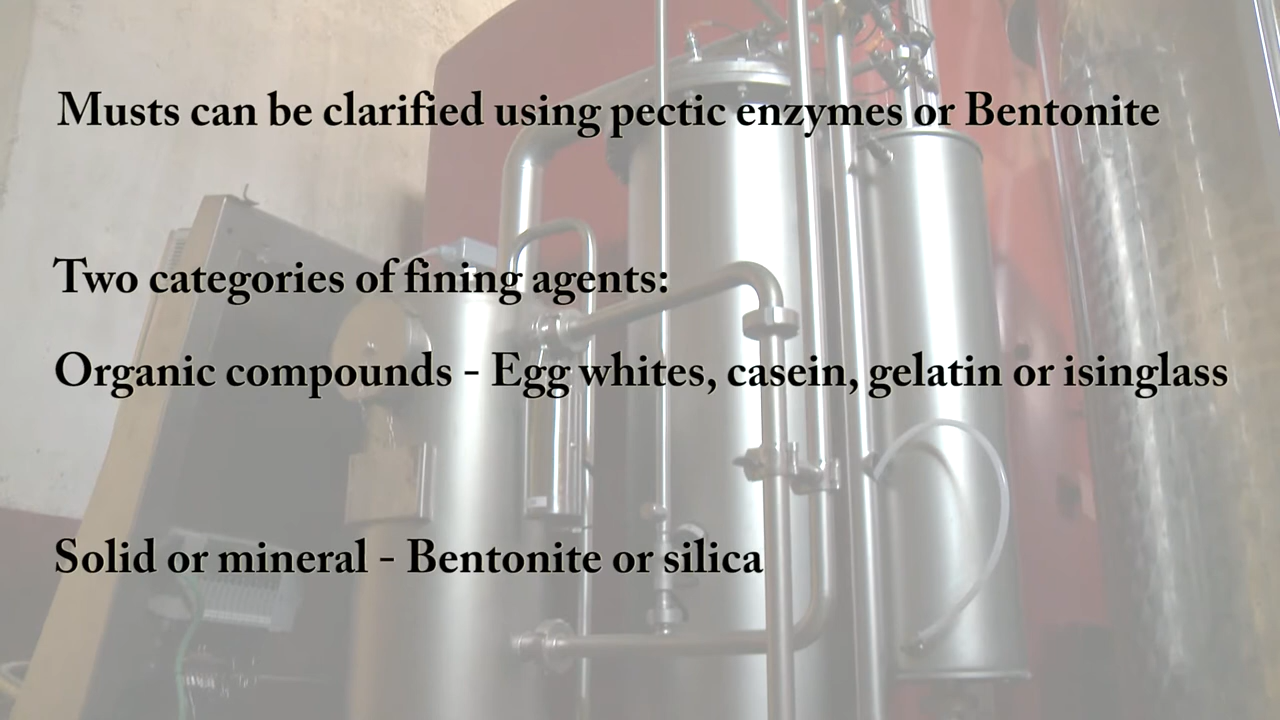 Musts can be clarified using pectic enzymes or Bentonite
Two categories of fining agents:
Organic compounds - Egg whites, casein, gelatin or isinglass
Solid or mineral - Bentonite or silica